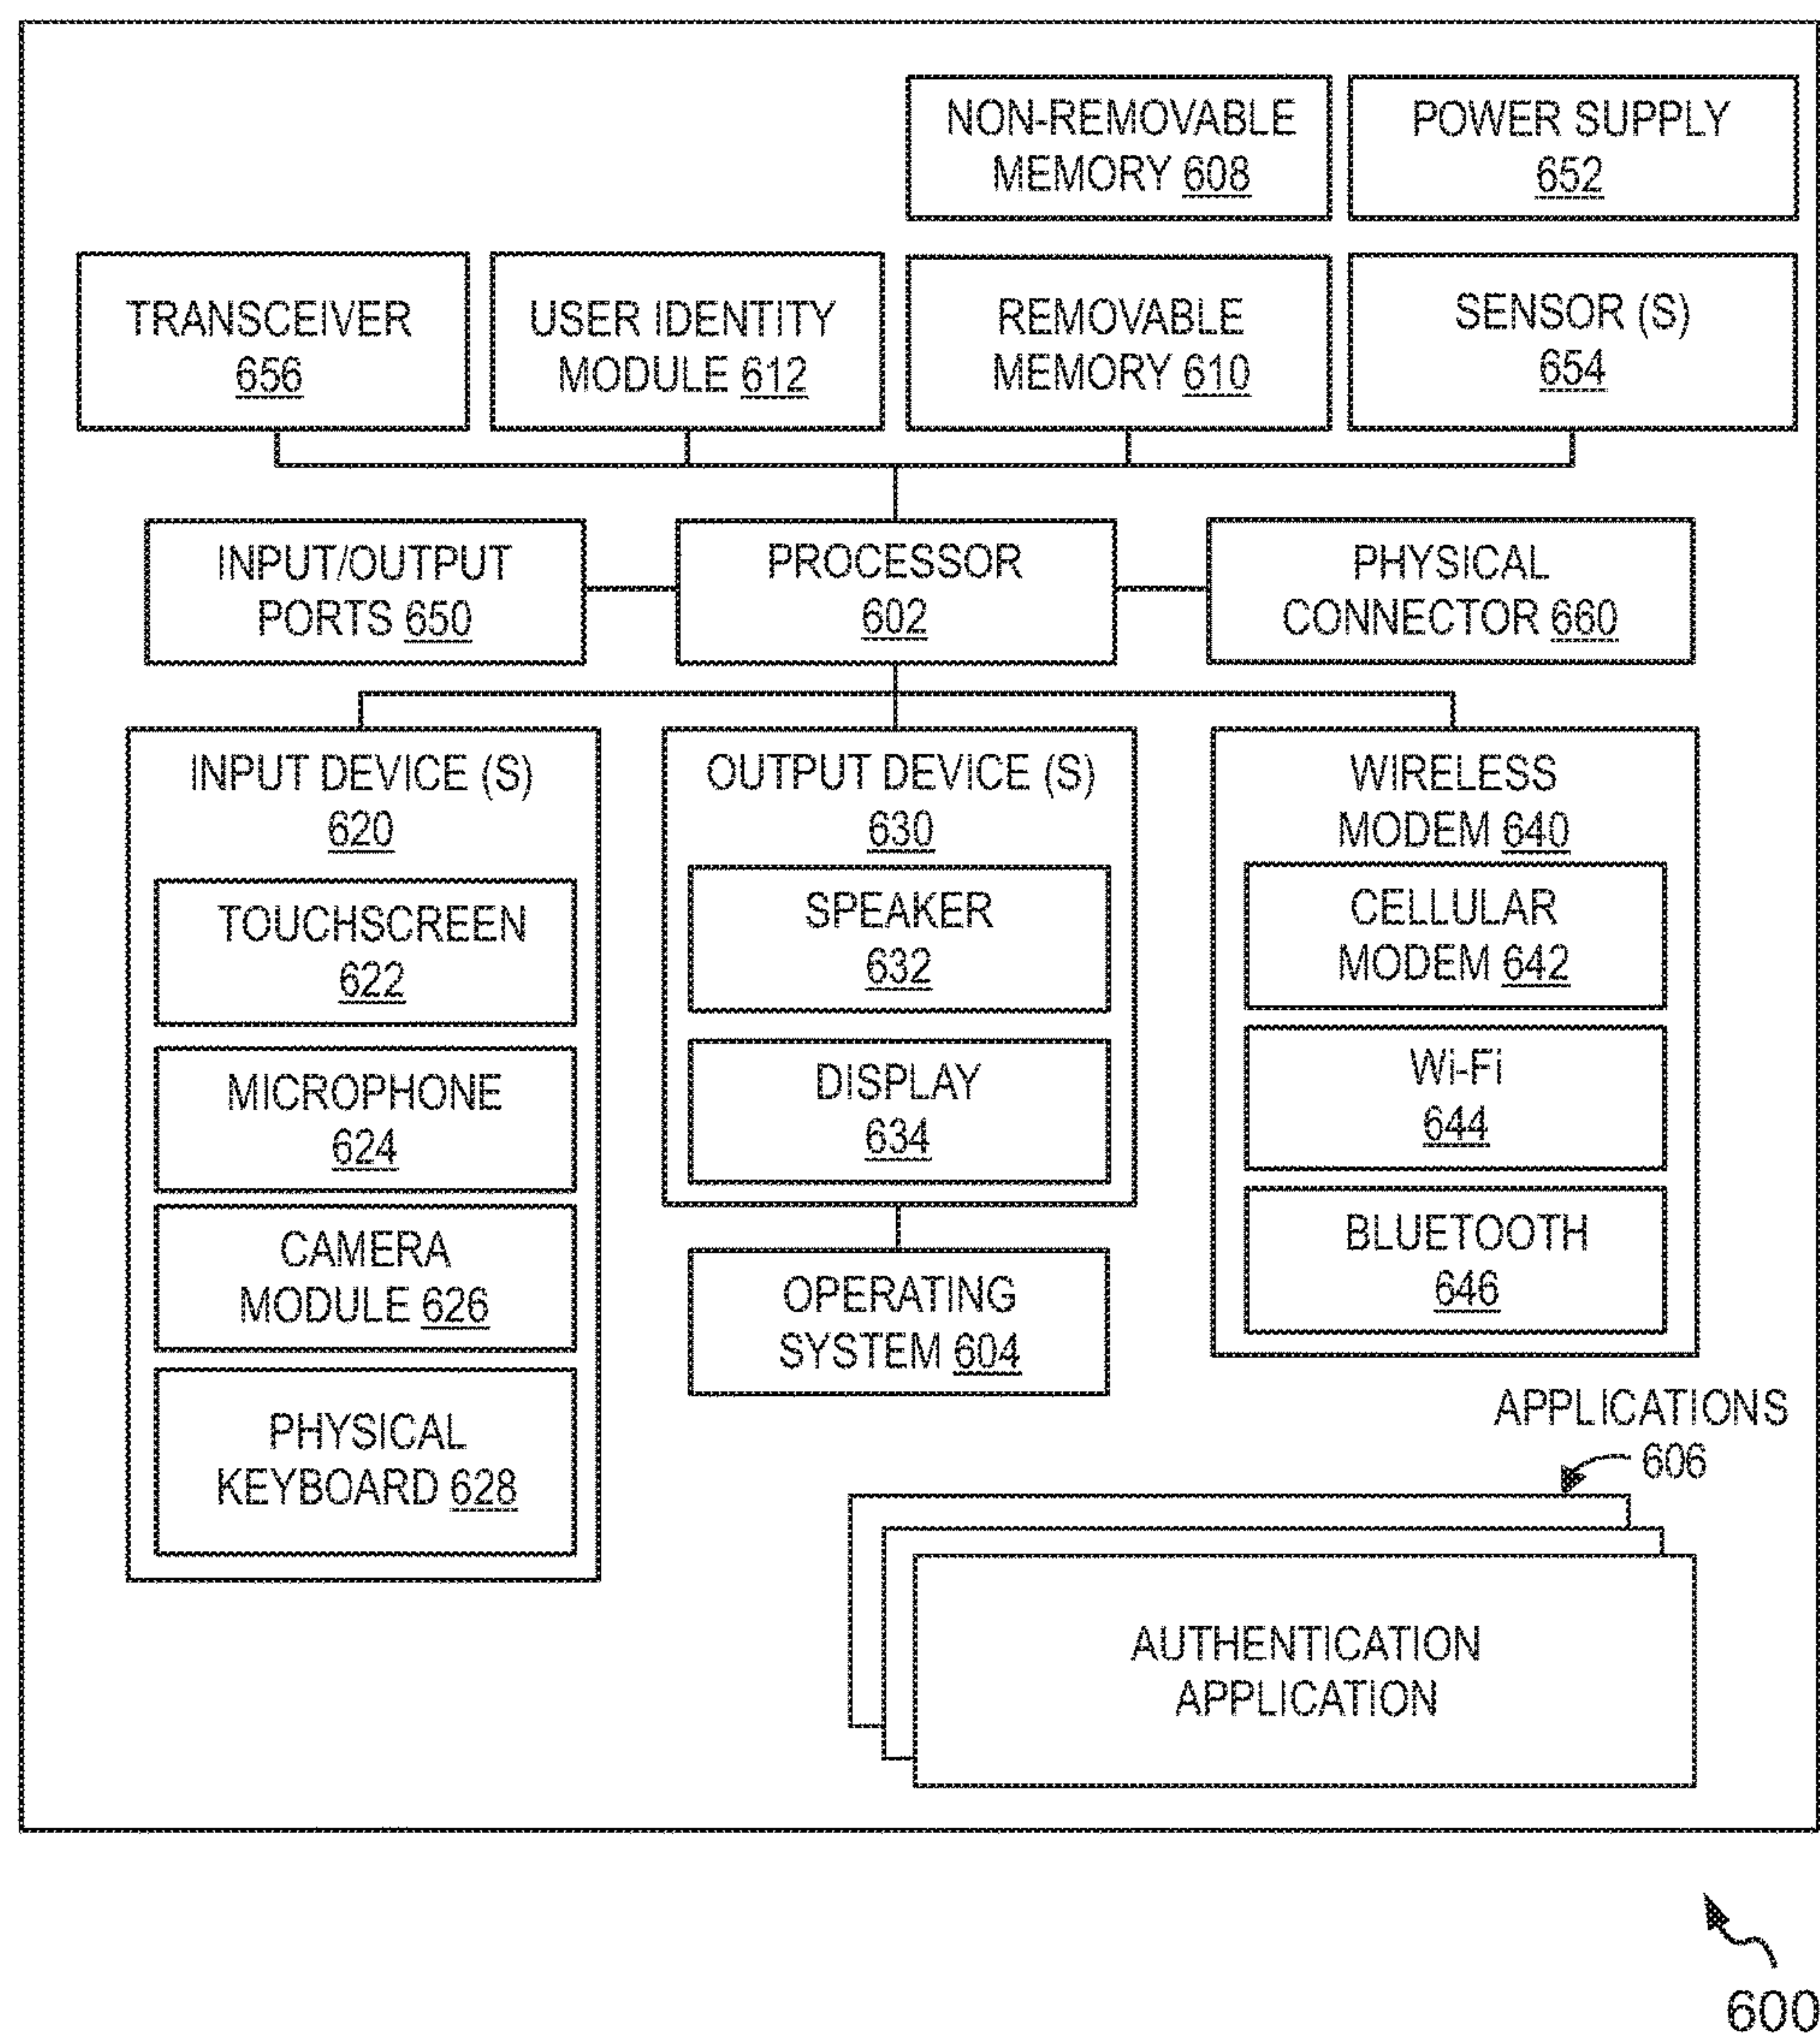 NON-REMOVABLE
MEMORY 608
POWER SUPPLY
652
TRANSCEIVER
656
USER IDENTITY
MODULE 612
REMOVABLE
MEMORY 610
SENSOR (S)
654
INPUT/OUTPUT
PORTS 650
PROCESSOR
602
PHYSICAL
CONNECTOR 660
INPUT DEVICE (S)
620
TOUCHSCREEN
622
MICROPHONE
624
CAMERA
MODULE 626
PHYSICAL
KEYBOARD 628
OUTPUT DEVICE (S)
630
SPEAKER
632
DISPLAY
634
OPERATING
SYSTEM 604
WIRELESS
MODEM 640
CELLULAR
MODEM 642
Wi-Fi
644
BLUETOOTH
646
APPLICATIONS
606
AUTHENTICATION
APPLICATION
600